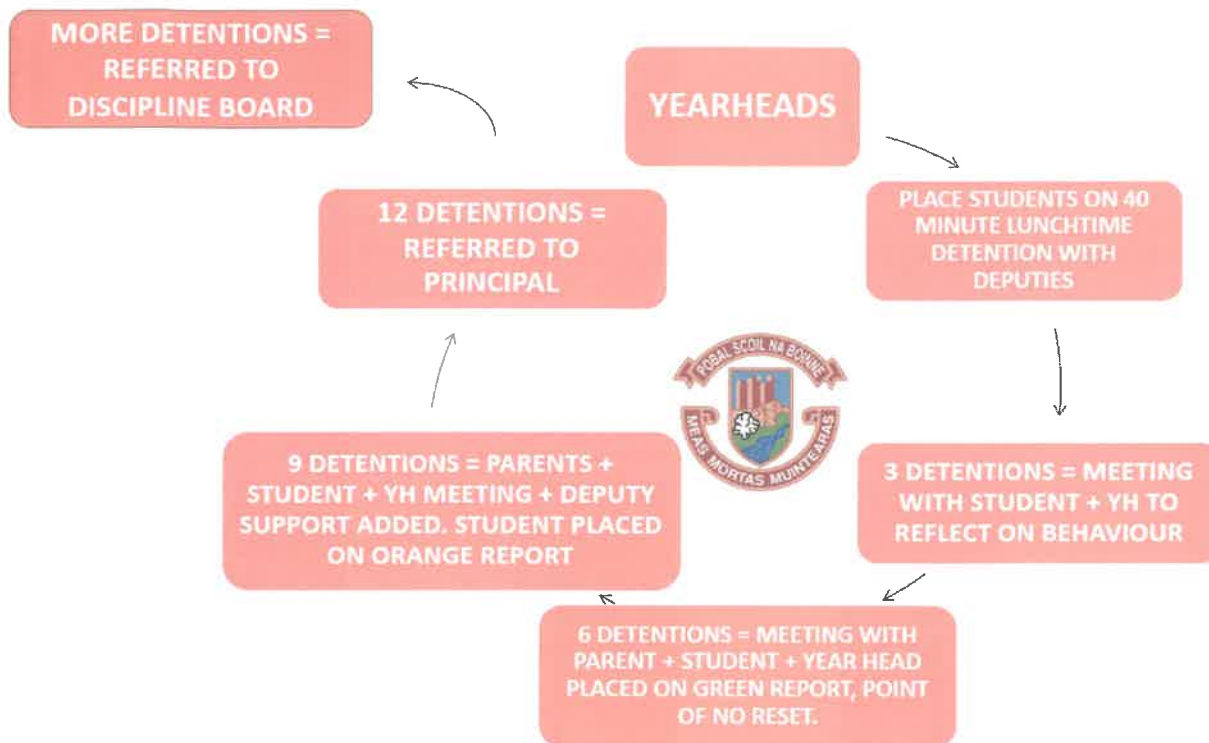 YEARHEADS
PLACE STUDENTS ON 40
MINUTE LUNCHTIME
DETENTION WITH
DEPUTIES
3 DETENTIONS = MEETING
WITH STUDENT + YH TO
REFLECT ON BEHAVIOUR
6 DETENTIONS = MEETING WITH
PARENT + STUDENT + YEAR HEAD
PLACED ON GREEN REPORT, POINT
OF NO RESET.
9 DETENTIONS = PARENTS +
STUDENT + YH MEETING + DEPUTY
SUPPORT ADDED. STUDENT PLACED
ON ORANGE REPORT
12 DETENTIONS =
REFERRED TO
PRINCIPAL
MORE DETENTIONS =
REFERRED TO
DISCIPLINE BOARD
POBAL SCOIL NA BOINNE
MEAS MORTAS MUINTEARAS